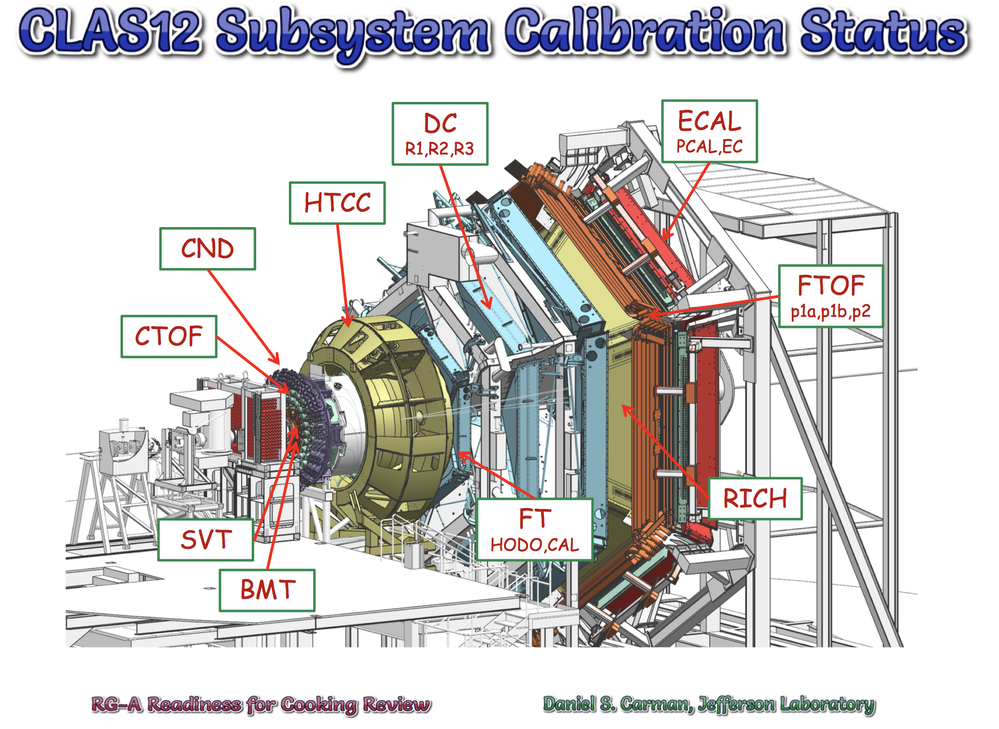 CLAS12 Subsystem Calibration Status
DC
R1,R2,R3
ECAL
PCAL,EC
HTCC
CND
FTOF
p1a,p1b,p2
CTOF
RICH
FT
HODO,CAL
SVT
BMT
RG-A Readiness for Cooking Review
Daniel S. Carman, Jefferson Laboratory